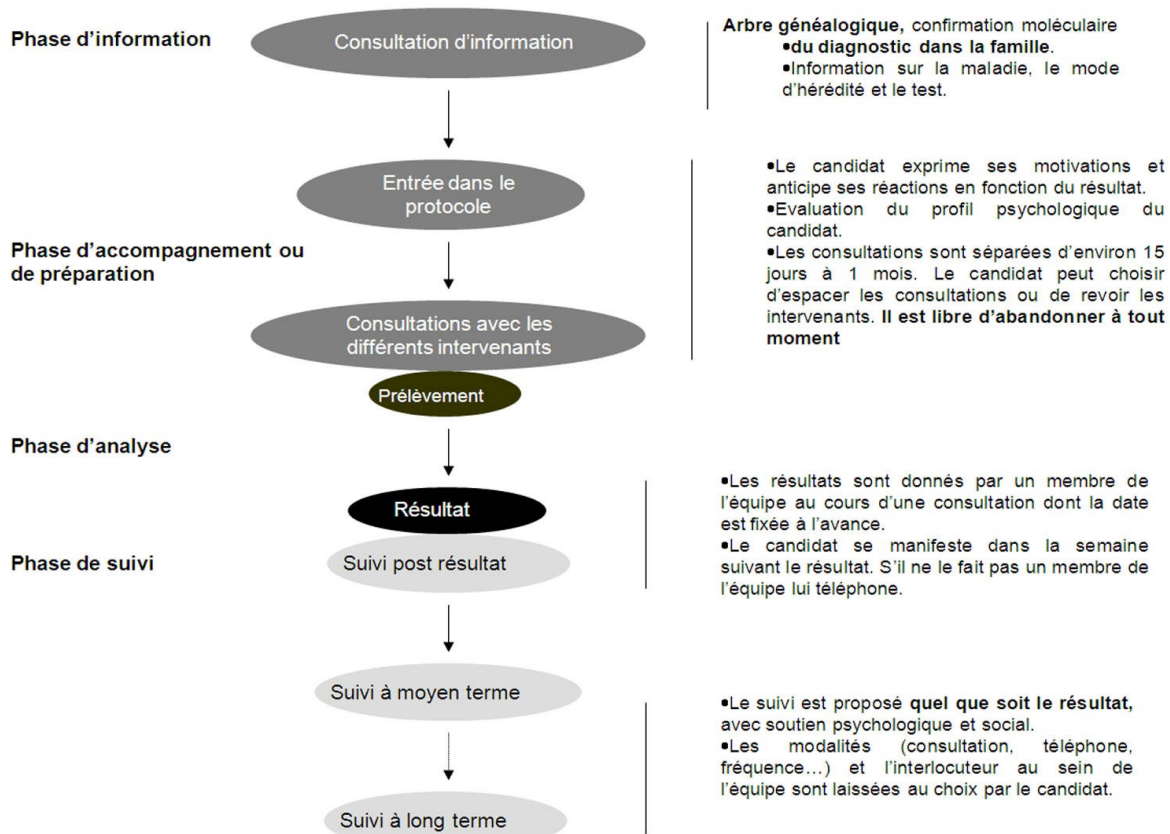 Phase d'information
Consultation d'information
Arbre généalogique, confirmation moléculaire
•du diagnostic dans la famille.
•Information sur la maladie, le mode
d'hérédité et le test.
Entrée dans le
protocole
•Le candidat exprime ses motivations et
anticipe ses réactions en fonction du résultat.
•Evaluation du profil psychologique du
candidat.
•Les consultations sont séparées d'environ 15
jours à 1 mois. Le candidat peut choisir
d'espacer les consultations ou de revoir les
intervenants. Il est libre d'abandonner à tout
moment
Phase d'accompagnement ou
de préparation
Consultations avec les
différents intervenants
Prélèvement
Phase d'analyse
Résultat
•Les résultats sont donnés par un membre de
l'équipe au cours d'une consultation dont la date
est fixée à l'avance.
•Le candidat se manifeste dans la semaine
suivant le résultat. S'il ne le fait pas un membre de
l'équipe lui téléphone.
Phase de suivi
Suivi post résultat
Suivi à moyen terme
•Le suivi est proposé quel que soit le résultat,
avec soutien psychologique et social.
•Les modalités (consultation, téléphone,
fréquence…) et l'interlocuteur au sein de
l'équipe sont laissées au choix par le candidat.
Suivi à long terme